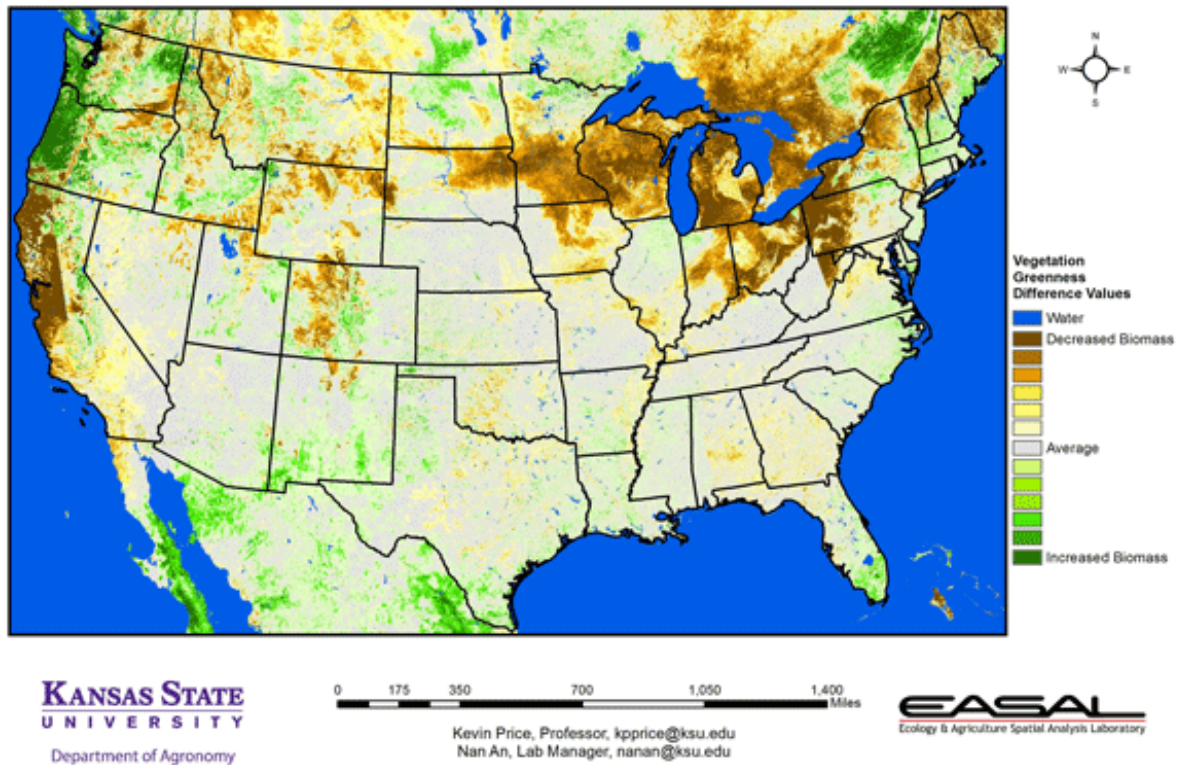 N
W E
S
Vegetation
Greenness
Difference Values
Water
Decreased Biomass
Average
Increased Biomass
KANSAS STATE
UNIVERSITY
Department of Agronomy
0 175 350 700 1,050 1,400
Miles
Kevin Price, Professor, kpprice@ksu.edu
Nan An, Lab Manager, nanan@ksu.edu
EASAL
Ecology & Agriculture Spatial Analysis Laboratory